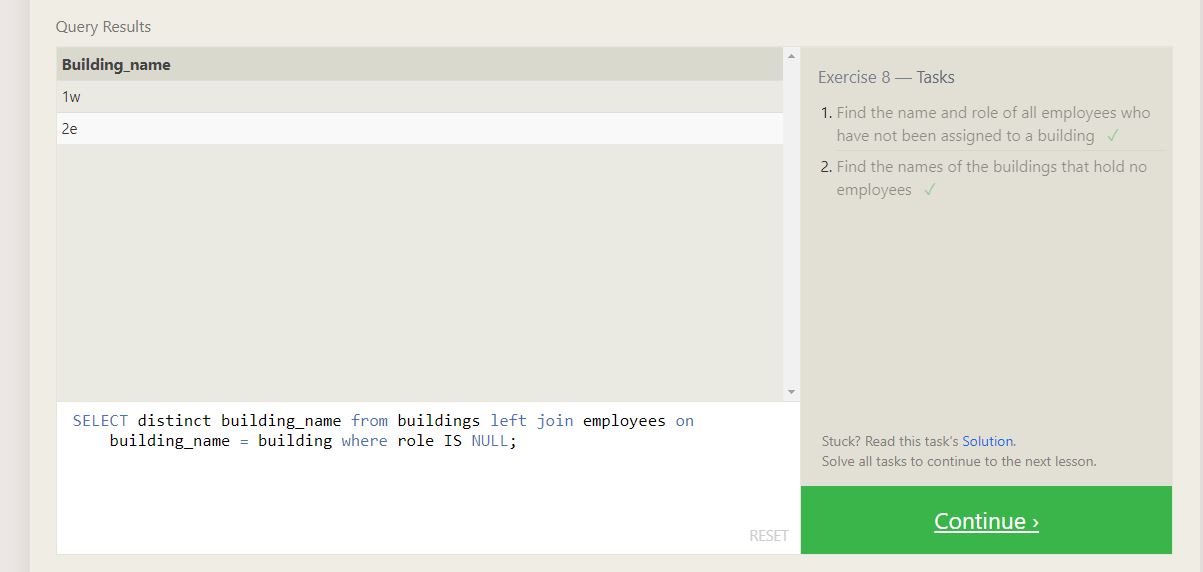 Query Results
Building_name
1w
2e
SELECT distinct building_name from buildings left join employees on
building_name = building where role IS NULL;
RESET
Exercise 8 — Tasks
1. Find the name and role of all employees who
have not been assigned to a building ✓
2. Find the names of the buildings that hold no
employees ✓
Stuck? Read this task's Solution.
Solve all tasks to continue to the next lesson.
Continue ›